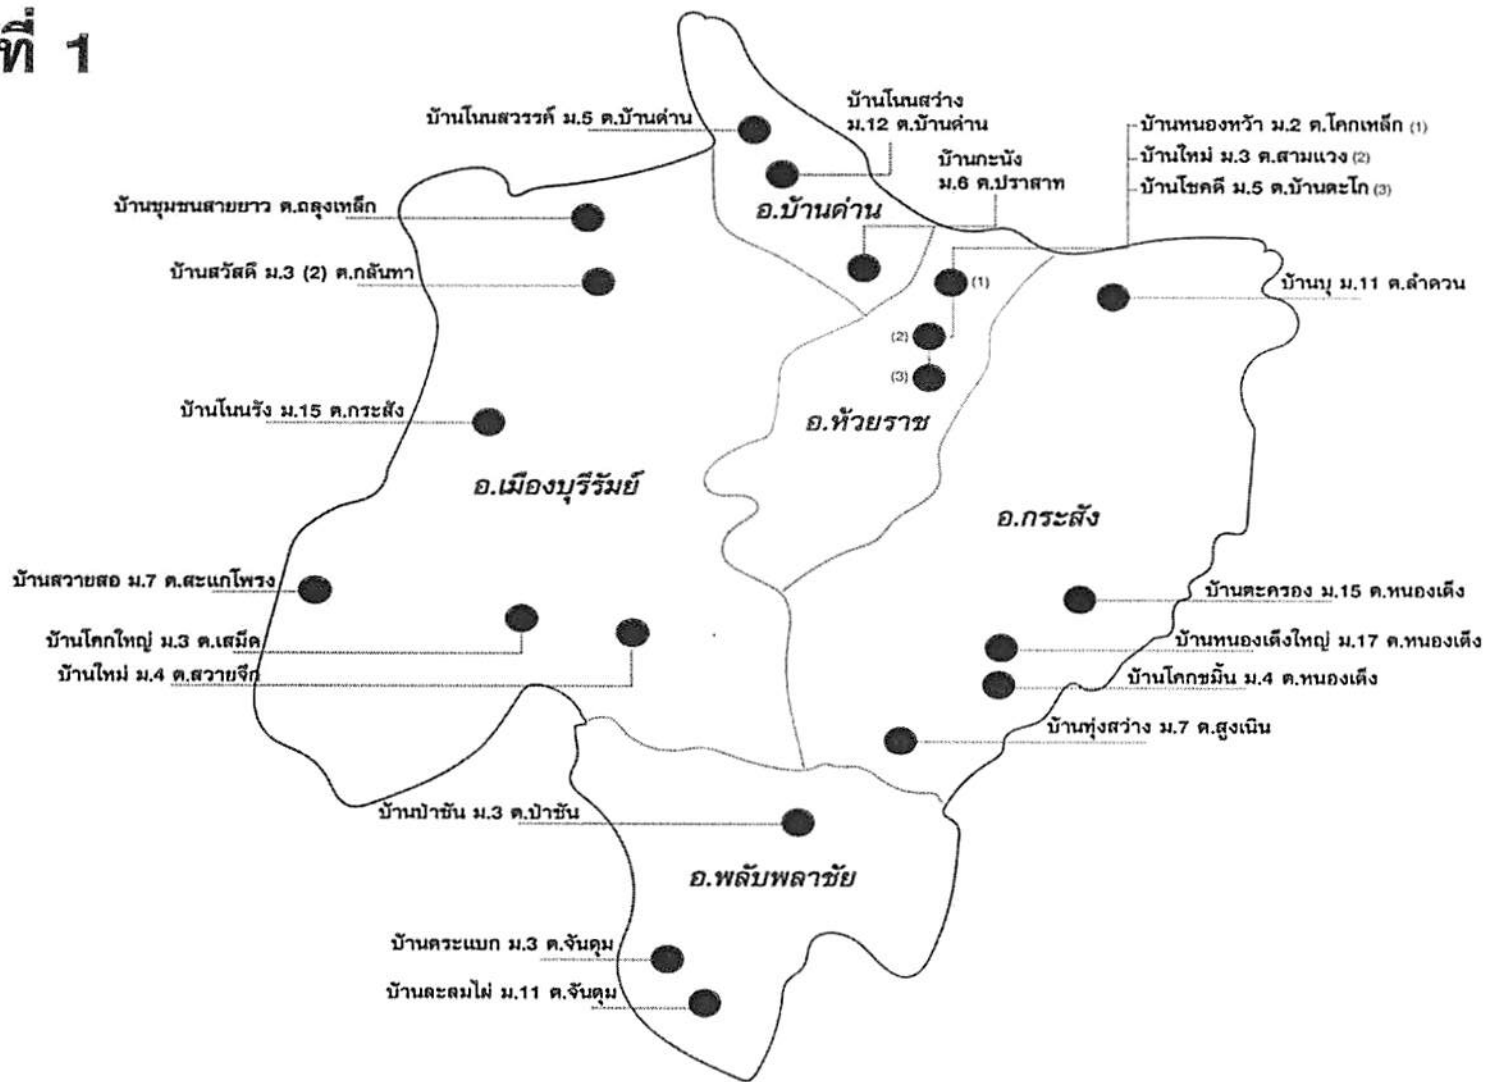 ที่ 1
บ้านโนนสวรรค์ ม.5 ต.บ้านด่าน
บ้านโนนสว่าง
ม.12 ต.บ้านด่าน
บ้านกะนัง
ม.6 ต.ปราสาท
บ้านหนองหว้า ม.2 ต.โคกเหล็ก (1)
บ้านใหม่ ม.3 ต.สามแวง (2)
บ้านโชคดี ม.5 ต.บ้านตะโก (3)
บ้านชุมชนสายยาว ต.ถลุงเหล็ก
อ.บ้านด่าน
บ้านสวัสดี ม.3 (2) ต.กลันทา
(1)
บ้านบุ ม.11 ต.ลำดวน
(2)
(3)
บ้านโนนรัง ม.15 ต.กระสัง
อ.ห้วยราช
อ.เมืองบุรีรัมย์
อ.กระสัง
บ้านสวายสอ ม.7 ต.สะแกโพรง
บ้านตะครอง ม.15 ต.หนองเต็ง
บ้านโคกใหญ่ ม.3 ต.เสม็ด
บ้านหนองเต็งใหญ่ ม.17 ต.หนองเต็ง
บ้านใหม่ ม.4 ต.สวายจีก
บ้านโคกขมิ้น ม.4 ต.หนองเต็ง
บ้านทุ่งสว่าง ม.7 ต.สูงเนิน
บ้านป่าชัน ม.3 ต.ป่าชัน
อ.พลับพลาชัย
บ้านตระแบก ม.3 ต.จันดุม
บ้านละลมไผ่ ม.11 ต.จันดุม